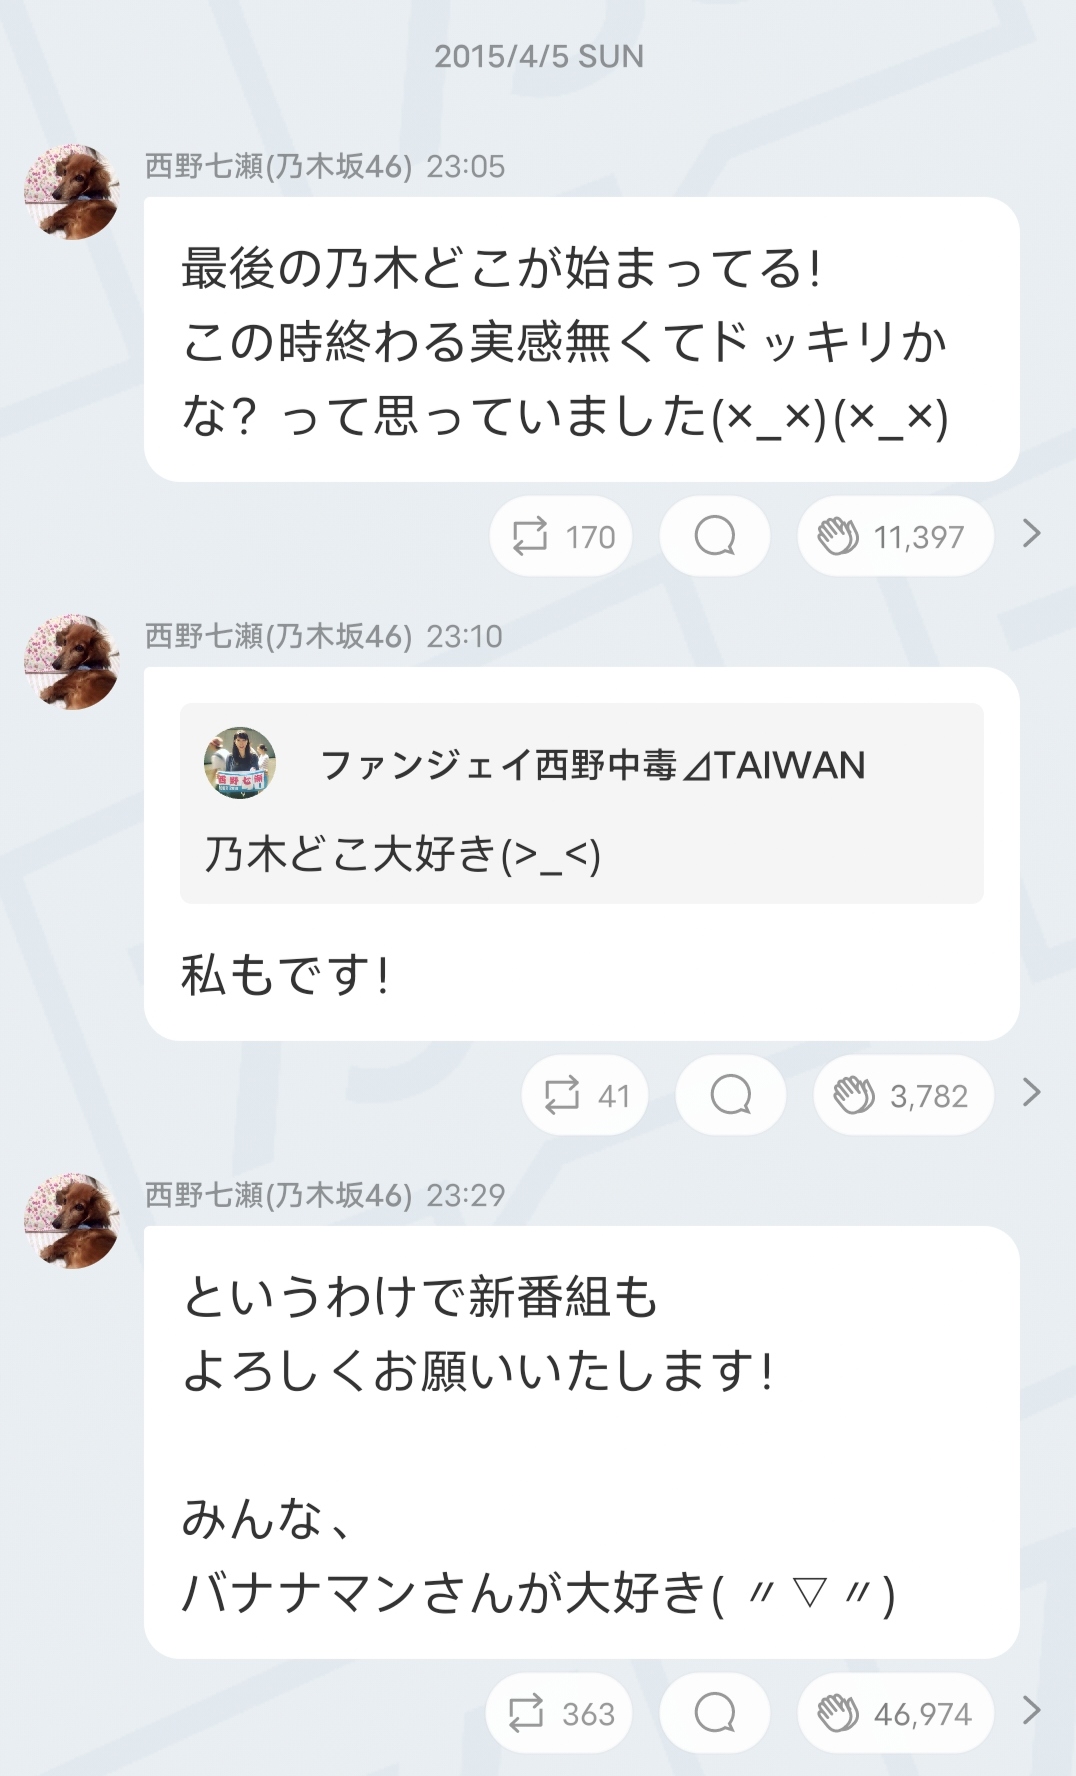 2015/4/5 SUN
西野七瀬(乃木坂46) 23:05
最後の乃木どこが始まってる!
この時終わる実感無くてドッキリか
な? って思っていました(×_×)(×_×)
170
11,397
西野七瀬(乃木坂46) 23:10
ファンジェイ西野中毒⊿TAIWAN
乃木どこ大好き(>_<)
私もです!
41
3,782
西野七瀬(乃木坂46) 23:29
というわけで新番組も
よろしくお願いいたします!
みんな、
バナナマンさんが大好き( 〃▽〃)
363
46,974